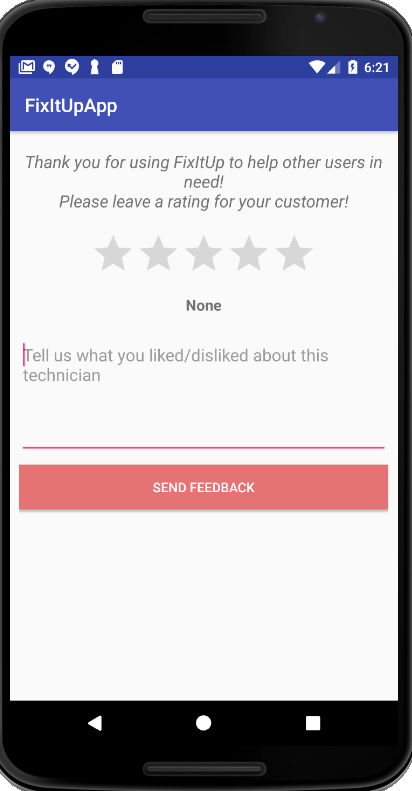 6:21
FixItUpApp
Thank you for using FixItUp to help other users in
need!
Please leave a rating for your customer!
None
Tell us what you liked/disliked about this
technician
SEND FEEDBACK